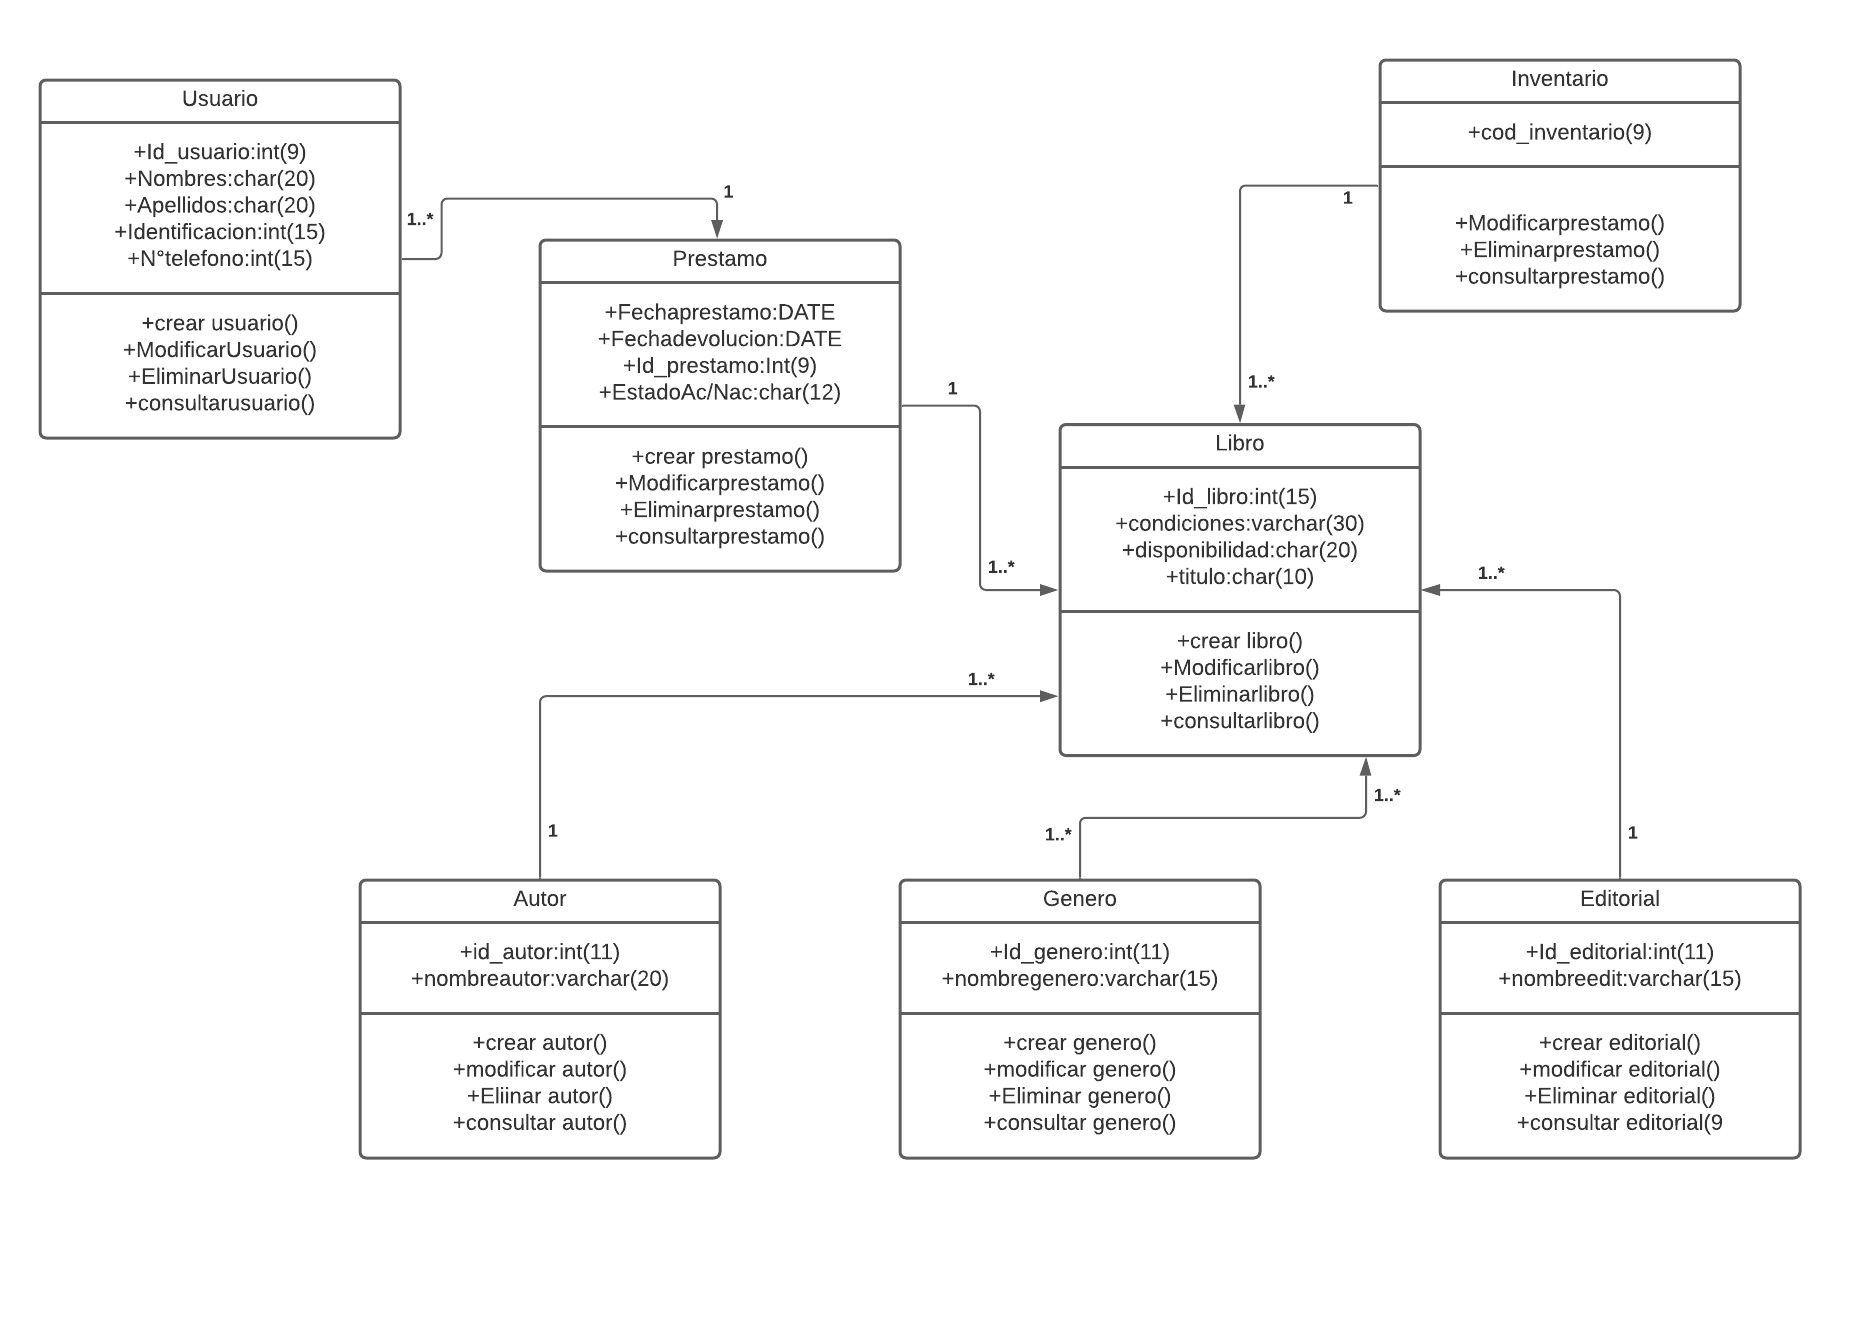 Usuario
+Id_usuario:int(9)
+Nombres:char(20)
+Apellidos:char(20)
+Identificacion:int(15)
+N°telefono:int(15)
+crear usuario()
+ModificarUsuario()
+EliminarUsuario()
+consultarusuario()
1..*
1
Prestamo
+Fechaprestamo:DATE
+Fechadevolucion:DATE
+Id_prestamo:Int(9)
+EstadoAc/Nac:char(12)
+crear prestamo()
+Modificarprestamo()
+Eliminarprestamo()
+consultarprestamo()
1
1..*
Inventario
+cod_inventario(9)
+Modificarprestamo()
+Eliminarprestamo()
+consultarprestamo()
1
1..*
Libro
+Id_libro:int(15)
+condiciones:varchar(30)
+disponibilidad:char(20)
+titulo:char(10)
+crear libro()
+Modificarlibro()
+Eliminarlibro()
+consultarlibro()
1..*
1
1..*
1..*
1..*
1
Autor
+id_autor:int(11)
+nombreautor:varchar(20)
+crear autor()
+modificar autor()
+Eliinar autor()
+consultar autor()
Genero
+Id_genero:int(11)
+nombregenero:varchar(15)
+crear genero()
+modificar genero()
+Eliminar genero()
+consultar genero()
Editorial
+Id_editorial:int(11)
+nombreedit:varchar(15)
+crear editorial()
+modificar editorial()
+Eliminar editorial()
+consultar editorial(9